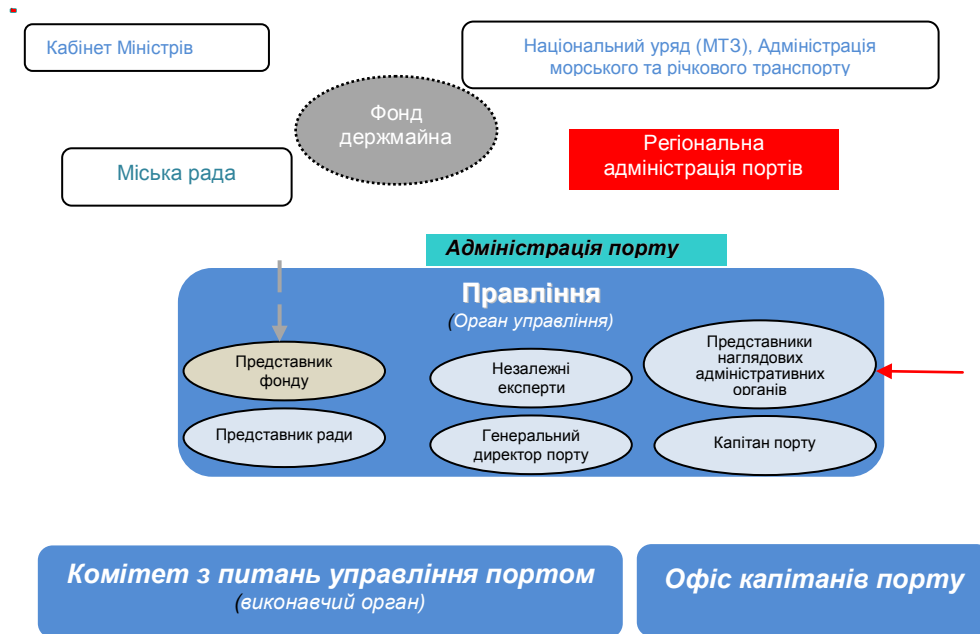 Кабінет Міністрів
Національний уряд (МТЗ), Адміністрація
морського та річкового транспорту
Фонд
держмайна
Регіональна
адміністрація портів
Міська рада
Адміністрація порту
Правління
(Орган управління)
Представник
фонду
Незалежні
експерти
Представники
наглядових
адміністративних
органів
Представник ради
Генеральний
директор порту
Капітан порту
Комітет з питань управління портом
(виконавчий орган)
Офіс капітанів порту